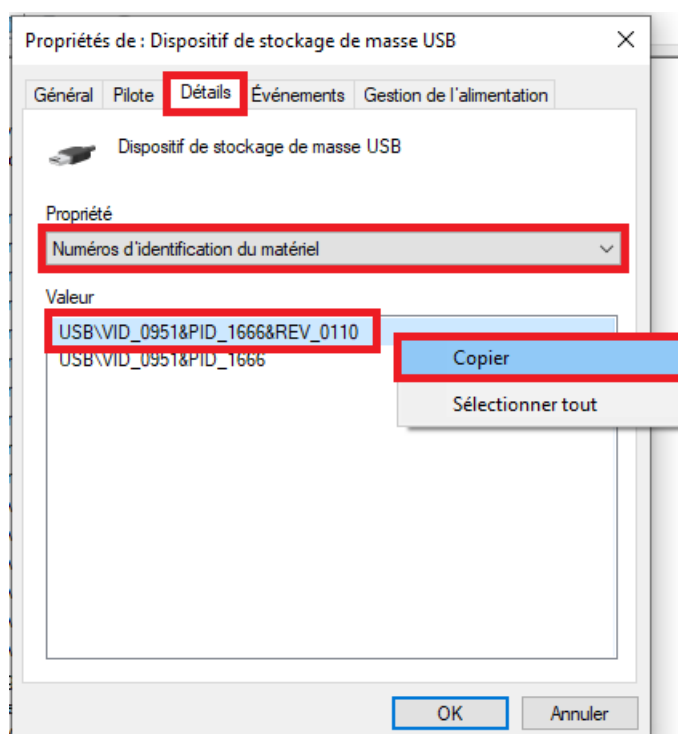 Propriétés de : Dispositif de stockage de masse USB
Général Pilote Détails Événements Gestion de l'alimentation
Dispositif de stockage de masse USB
Propriété
Numéros d'identification du matériel
Valeur
USB\VID_0951&PID_1666&REV_0110
USB\VID_0951&PID_1666
Copier
Sélectionner tout
OK Annuler